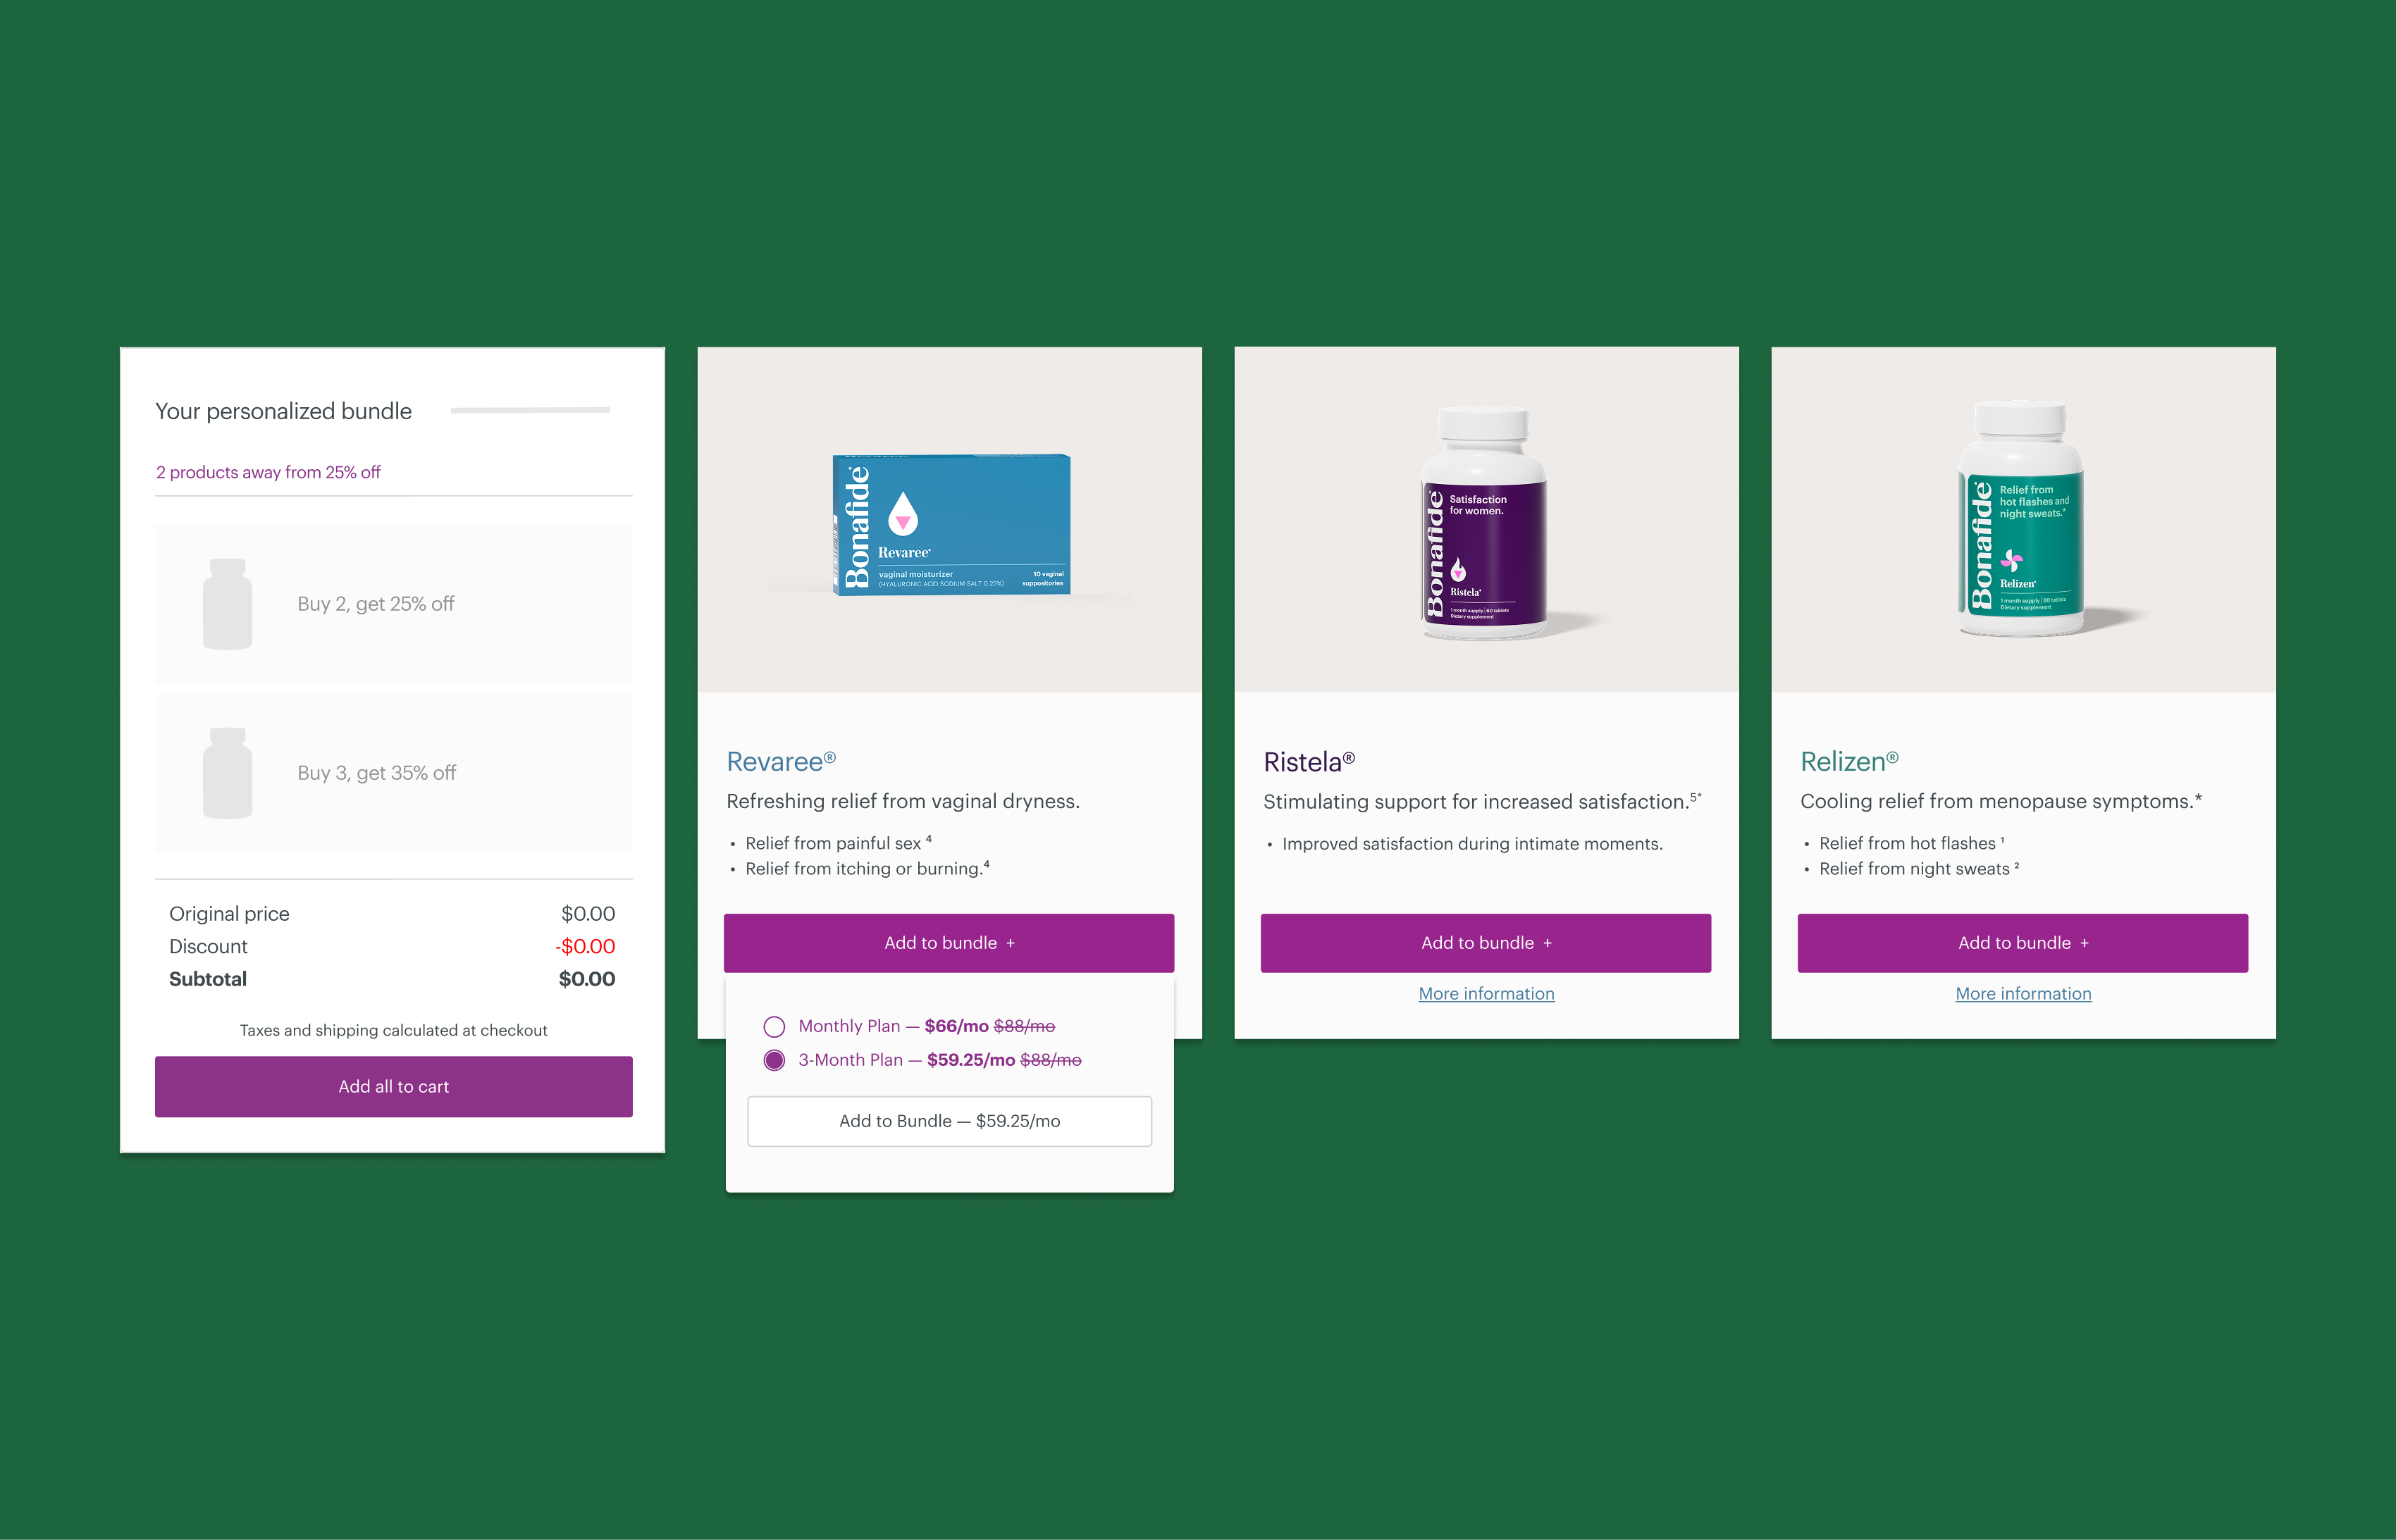 Your personalized bundle
2 products away from 25% off
Buy 2, get 25% off
Buy 3, get 35% off
Original price $0.00
Discount -$0.00
Subtotal $0.00
Taxes and shipping calculated at checkout
Add all to cart
Bonafide
Revaree
vaginal moisturizer
(HYALURONIC ACID SODIUM SALT 0.25%)
10 vaginal
suppositories
Revaree®
Refreshing relief from vaginal dryness.
• Relief from painful sex ⁴
• Relief from itching or burning.⁴
Add to bundle +
Monthly Plan — $66/mo $88/mo
3-Month Plan — $59.25/mo $88/mo
Add to Bundle — $59.25/mo
Bonafide
Satisfaction
for women.
Ristela
1 month supply | 60 tablets
Dietary supplement
Ristela®
Stimulating support for increased satisfaction.⁵*
• Improved satisfaction during intimate moments.
Add to bundle +
More information
Bonafide
Relief from
hot flashes and
night sweats.*
Relizen
1 month supply | 60 tablets
Dietary supplement
Relizen®
Cooling relief from menopause symptoms.*
• Relief from hot flashes ¹
• Relief from night sweats ²
Add to bundle +
More information